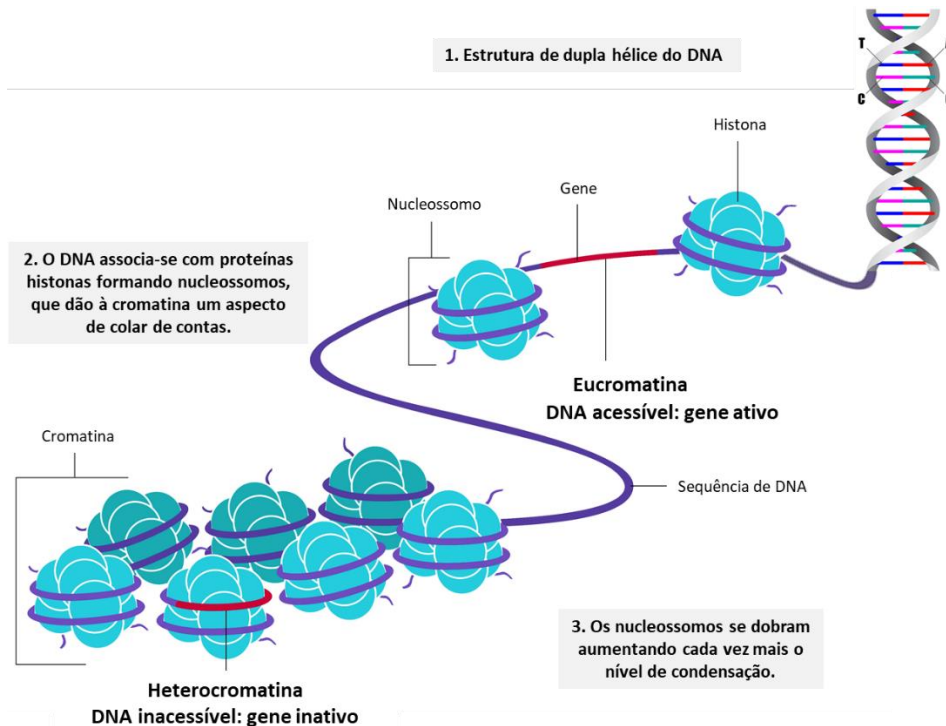 1. Estrutura de dupla hélice do DNA
T
C
Histona
Gene
Nucleossomo
2. O DNA associa-se com proteínas
histonas formando nucleossomos,
que dão à cromatina um aspecto
de colar de contas.
Eucromatina
DNA acessível: gene ativo
Cromatina
Sequência de DNA
3. Os nucleossomos se dobram
aumentando cada vez mais o
nível de condensação.
Heterocromatina
DNA inacessível: gene inativo